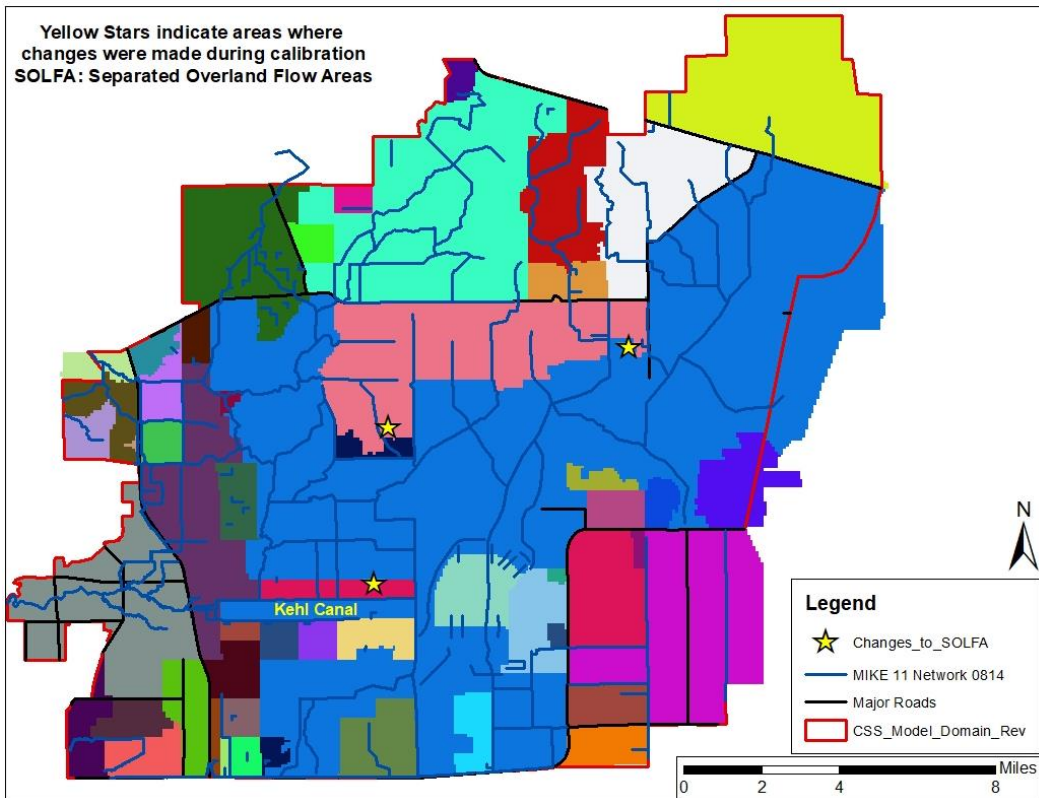 Yellow Stars indicate areas where
changes were made during calibration
SOLFA: Separated Overland Flow Areas
Kehl Canal
N
Legend
Changes_to_SOLFA
MIKE 11 Network 0814
Major Roads
CSS_Model_Domain_Rev
Miles
0 2 4 8